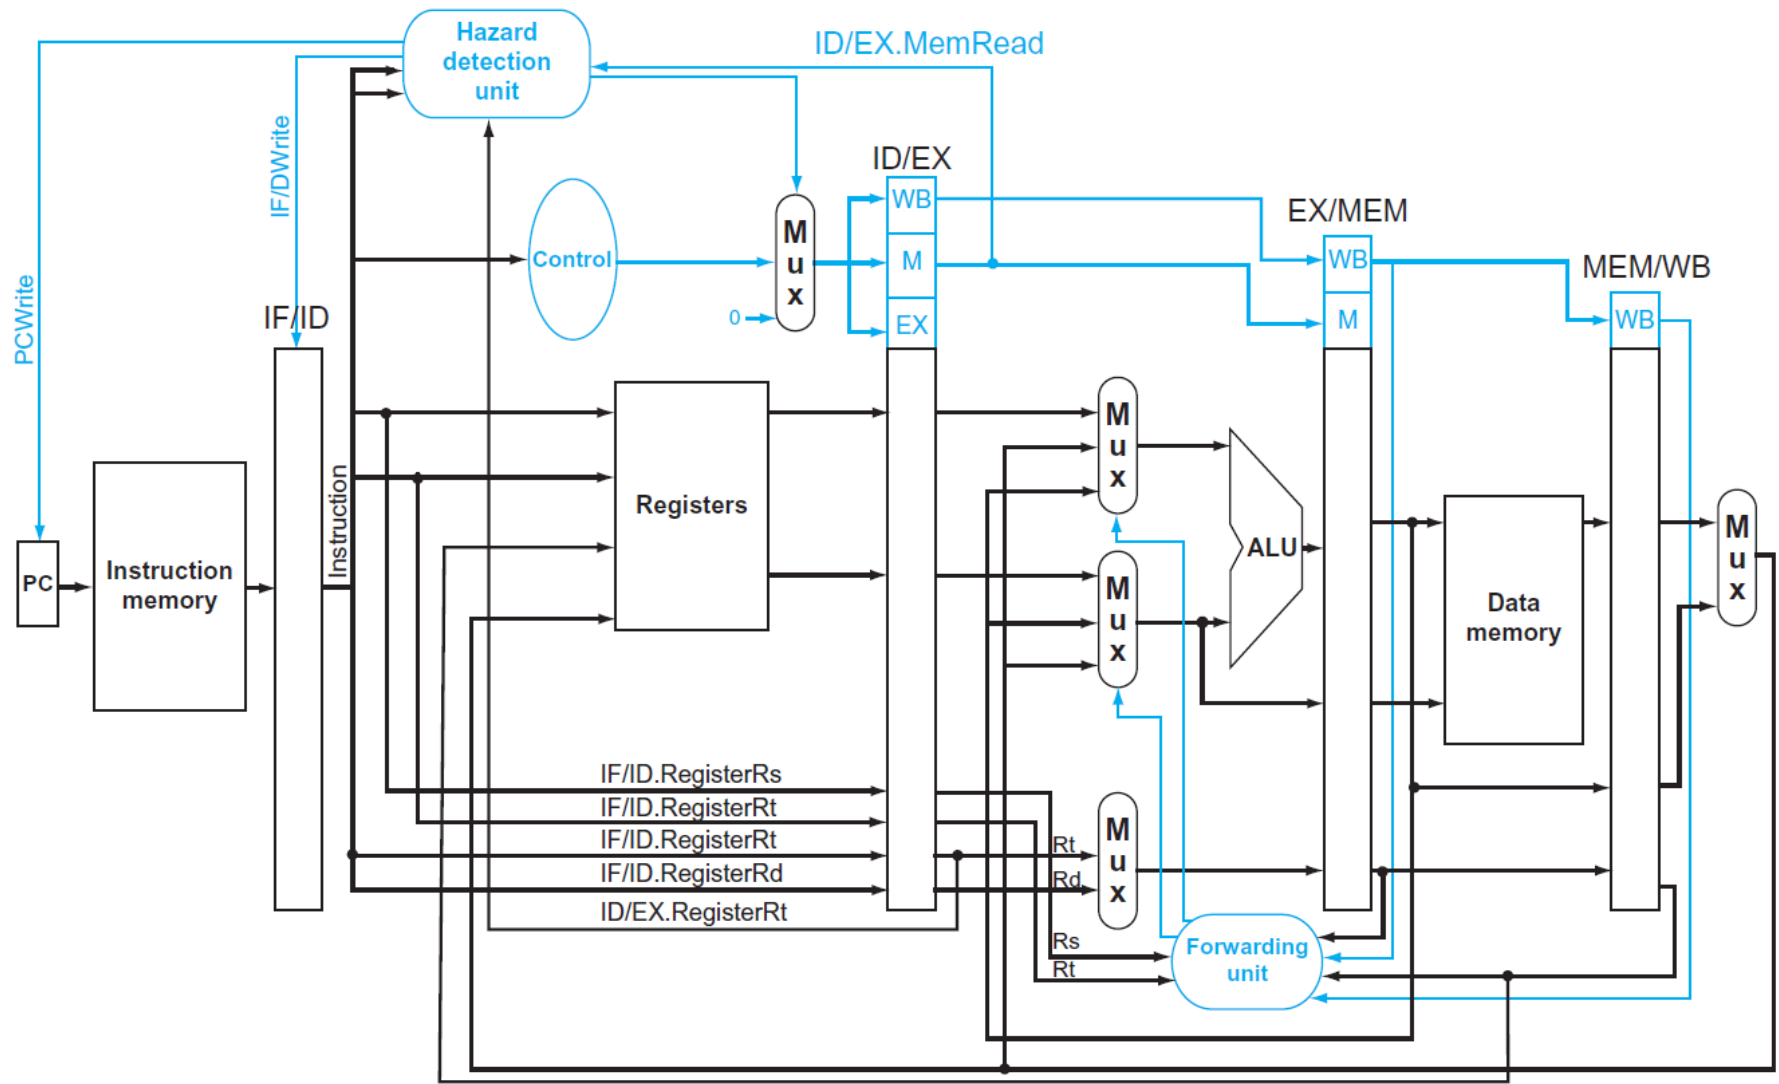 Hazard
detection
unit
ID/EX.MemRead
IF/DWrite
PCWrite
ID/EX
WB
M
EX
Control
0
M
u
x
EX/MEM
WB
M
MEM/WB
WB
IF/ID
PC
Instruction
memory
Instruction
Registers
M
u
x
M
u
x
ALU
Data
memory
M
u
x
IF/ID.RegisterRs
IF/ID.RegisterRt
IF/ID.RegisterRt
IF/ID.RegisterRd
ID/EX.RegisterRt
Rt
Rd
M
u
x
Rs
Rt
Forwarding
unit